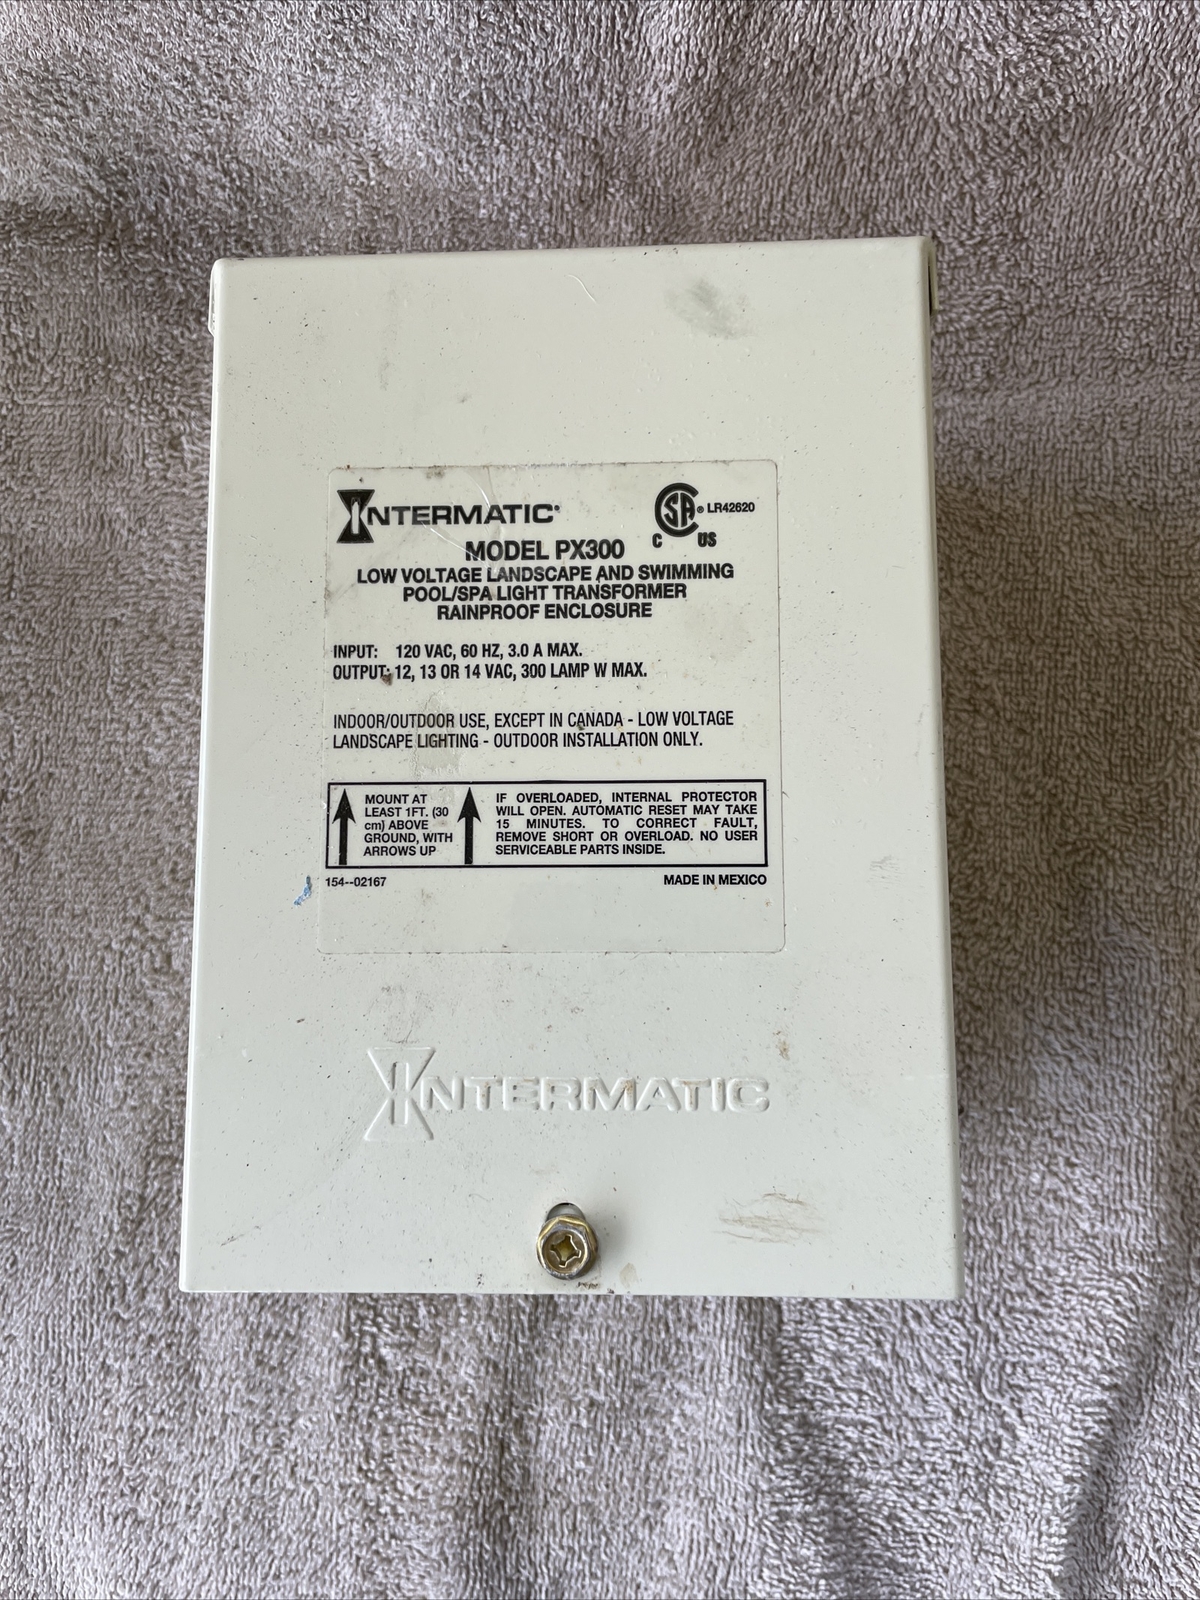 INTERMATIC®
CSA® LR42620
C US
MODEL PX300
LOW VOLTAGE LANDSCAPE AND SWIMMING
POOL/SPA LIGHT TRANSFORMER
RAINPROOF ENCLOSURE
INPUT: 120 VAC, 60 HZ, 3.0 A MAX.
OUTPUT: 12, 13 OR 14 VAC, 300 LAMP W MAX.
INDOOR/OUTDOOR USE, EXCEPT IN CANADA - LOW VOLTAGE
LANDSCAPE LIGHTING - OUTDOOR INSTALLATION ONLY.
MOUNT AT
LEAST 1FT. (30
cm) ABOVE
GROUND, WITH
ARROWS UP
IF OVERLOADED, INTERNAL PROTECTOR
WILL OPEN. AUTOMATIC RESET MAY TAKE
15 MINUTES. TO CORRECT FAULT,
REMOVE SHORT OR OVERLOAD. NO USER
SERVICEABLE PARTS INSIDE.
154--02167
MADE IN MEXICO
INTERMATIC